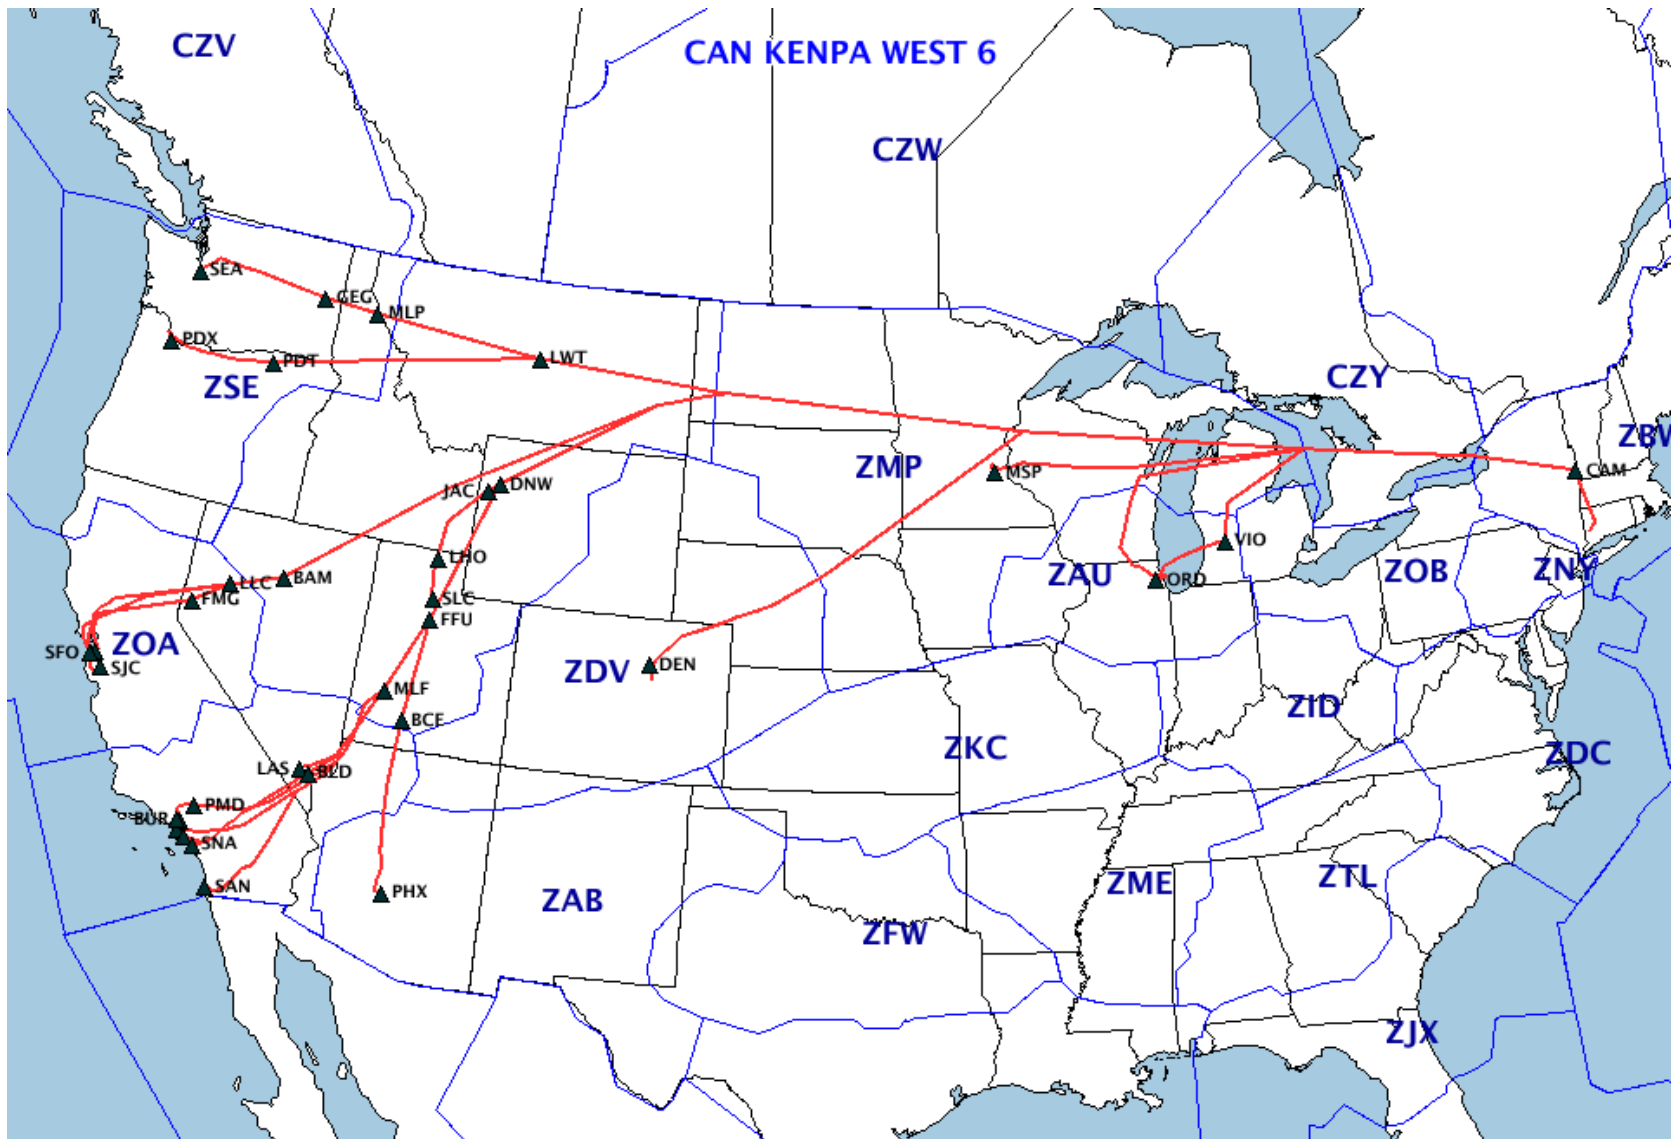 CZV
CAN KENPA WEST 6
CZW
SEA
GEG
MLP
PDX
PDT
LWT
ZSE
CZY
ZBW
ZMP
MSP
CAM
JAC
DNW
VIO
LHO
LLC
BAM
FMG
SLC
FFU
ZAU
ORD
ZOB
ZNY
SFO
ZOA
SJC
ZDV
DEN
MLF
BCE
ZID
ZKC
ZDC
LAS
BLD
PMD
BUR
SNA
SAN
PHX
ZAB
ZME
ZTL
ZFW
ZJX